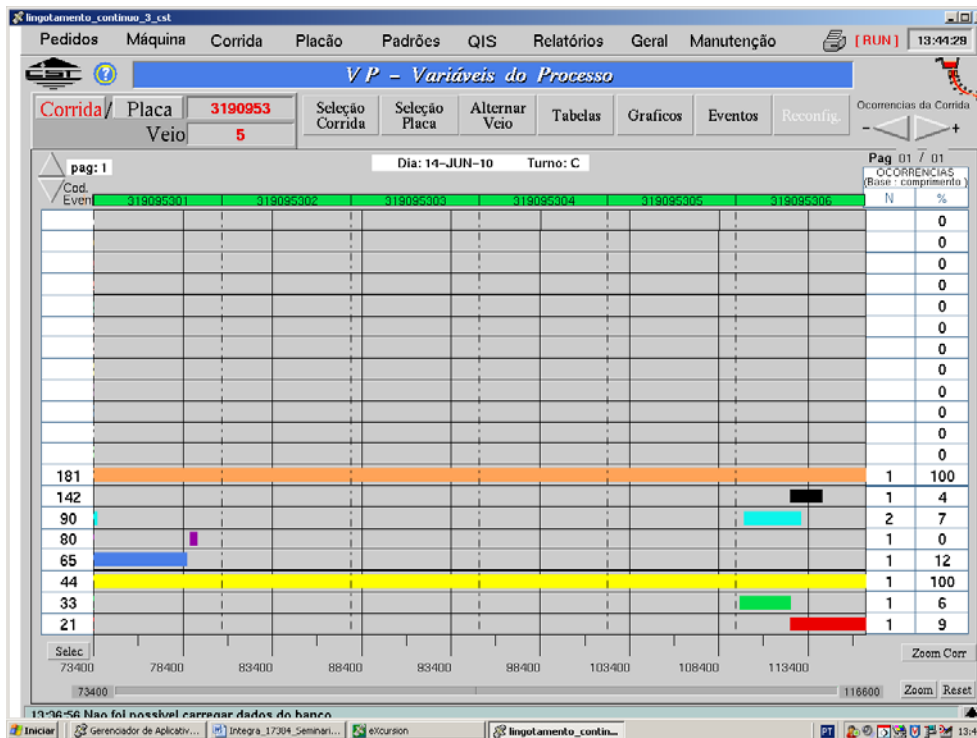 lingotamento_continuo_3_cst
Pedidos Máquina Corrida Placão Padrões QIS Relatórios Geral Manutenção [ RUN ] 13:44:29
CST ? VP - Variáveis do Processo
Corrida/ Placa 3190953
Veio 5
Seleção Corrida
Seleção Placa
Alternar Veio
Tabelas
Graficos
Eventos
Reconfig.
Ocorrencias da Corrida
- +
pag: 1
Dia: 14-JUN-10 Turno: C
Pag 01 / 01
OCORRENCIAS
(Base : comprimento )
Cod.
Even 319095301 319095302 319095303 319095304 319095305 319095306 N %
0
0
0
0
0
0
0
0
0
0
0
0
181 1 100
142 1 4
90 2 7
80 1 0
65 1 12
44 1 100
33 1 6
21 1 9
Selec Zoom Corr
73400 78400 83400 88400 93400 98400 103400 108400 113400
73400 116600 Zoom Reset
13:36:56 Nao foi possivel carregar dados do banco
Iniciar Gerenciador de Aplicativ... Integra_17304_Seminari... eXcursion lingotamento_contin... PT